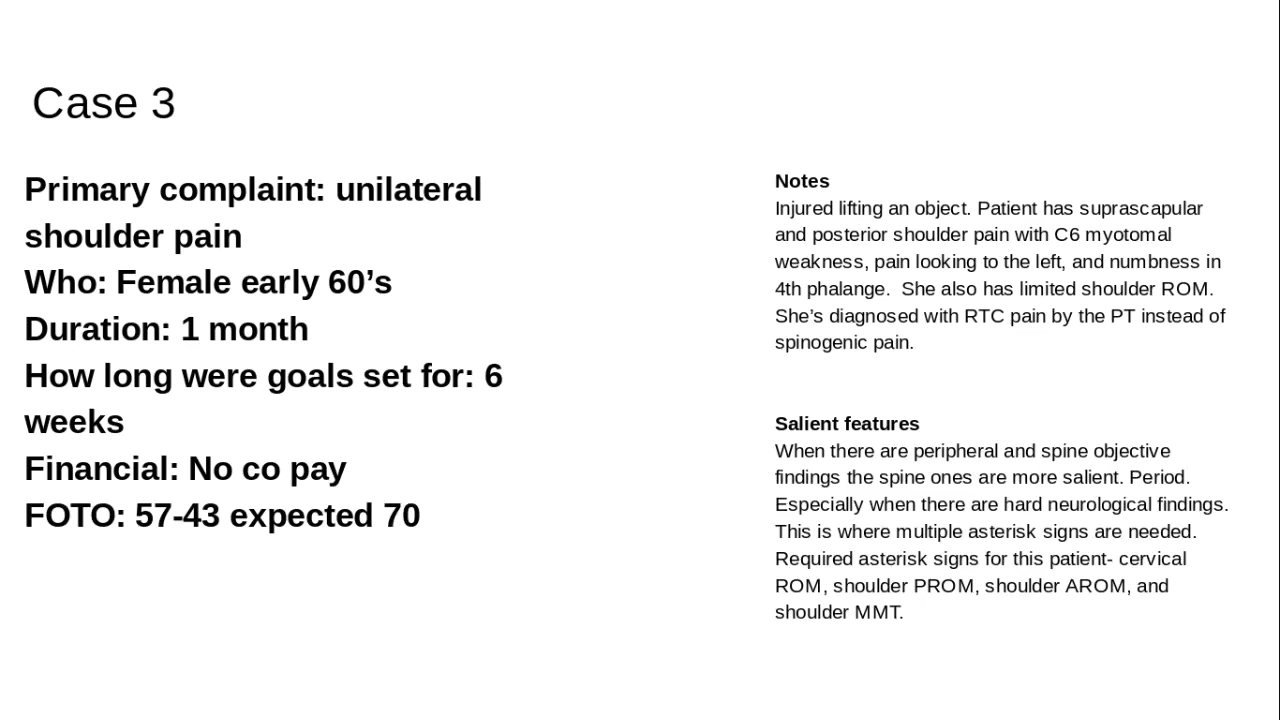 Case 3
Primary complaint: unilateral
shoulder pain
Who: Female early 60’s
Duration: 1 month
How long were goals set for: 6
weeks
Financial: No co pay
FOTO: 57-43 expected 70
Notes
Injured lifting an object. Patient has suprascapular
and posterior shoulder pain with C6 myotomal
weakness, pain looking to the left, and numbness in
4th phalange.  She also has limited shoulder ROM.
She’s diagnosed with RTC pain by the PT instead of
spinogenic pain.
Salient features
When there are peripheral and spine objective
findings the spine ones are more salient. Period.
Especially when there are hard neurological findings.
This is where multiple asterisk signs are needed.
Required asterisk signs for this patient- cervical
ROM, shoulder PROM, shoulder AROM, and
shoulder MMT.